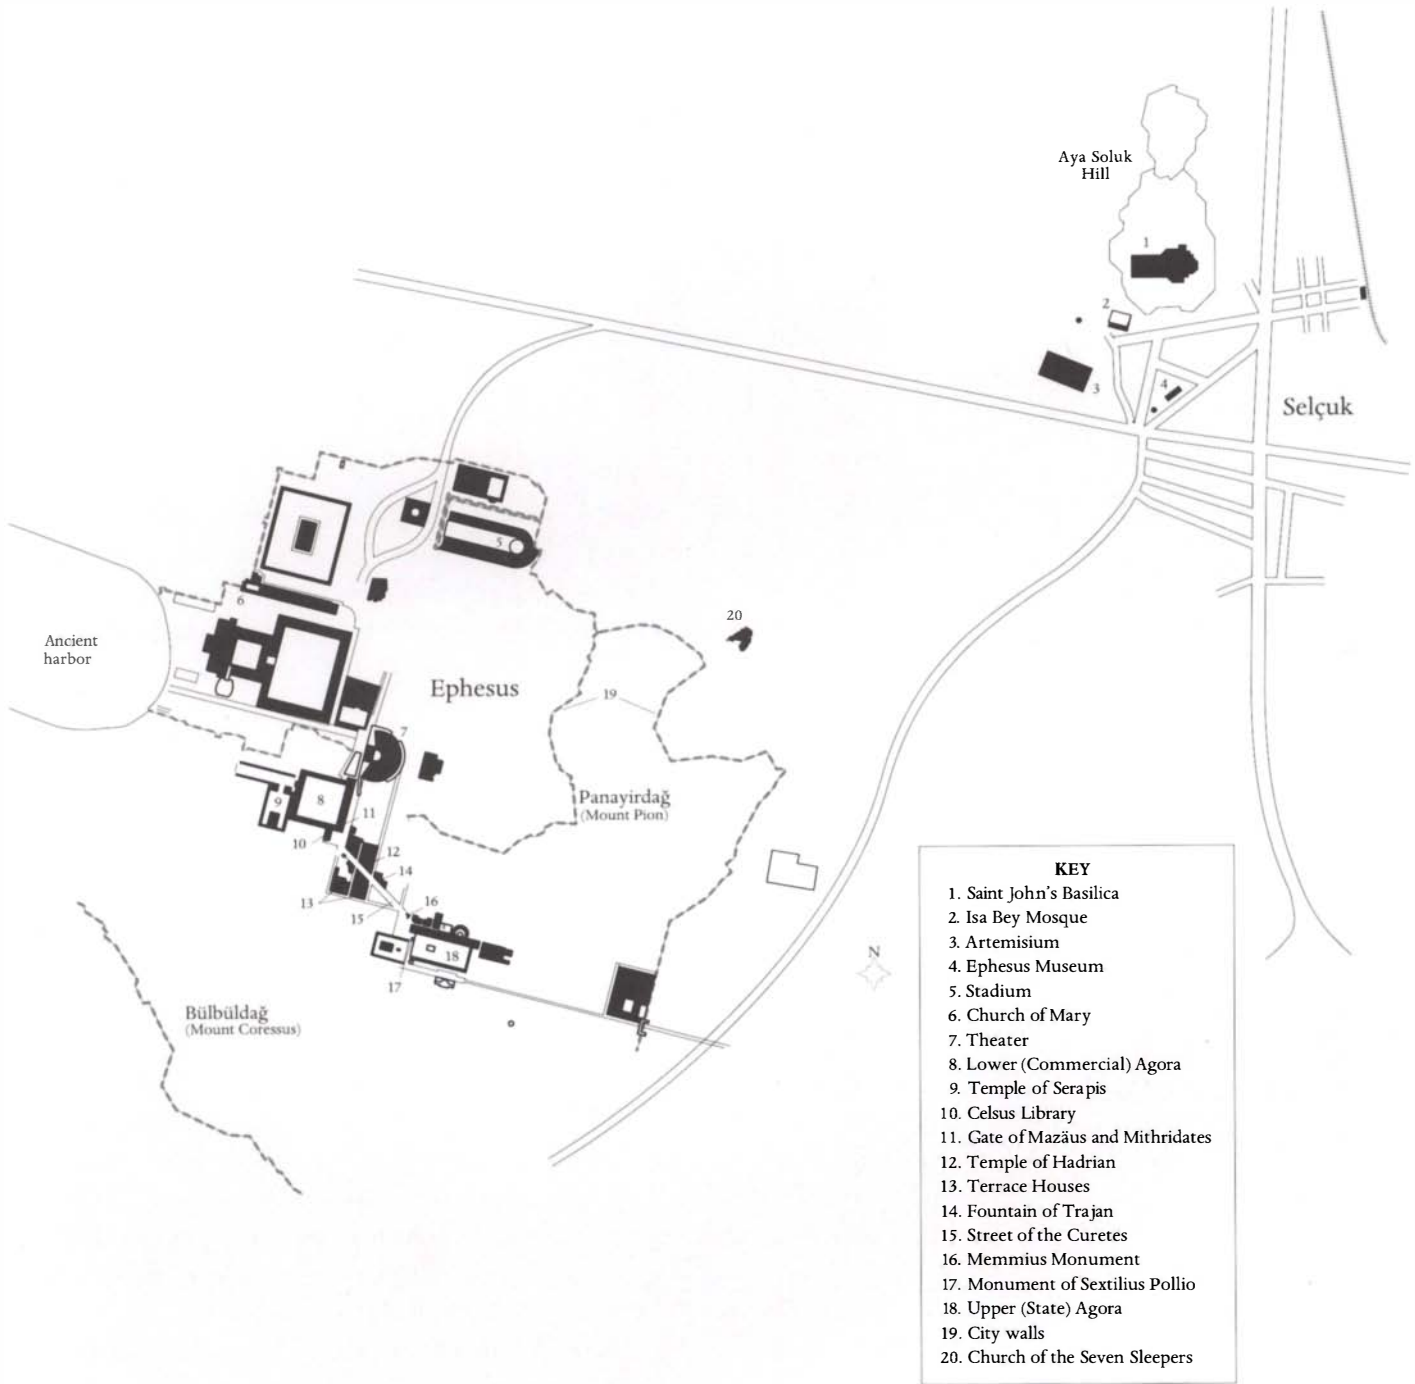 Aya Soluk
Hill
1
2
3
4
Selçuk
5
6
Ancient
harbor
20
Ephesus
19
7
Panayirdağ
(Mount Pion)
8
9
11
10
12
14
13
15
16
18
17
N
Bülbüldağ
(Mount Coressus)
KEY
1. Saint John's Basilica
2. Isa Bey Mosque
3. Artemisium
4. Ephesus Museum
5. Stadium
6. Church of Mary
7. Theater
8. Lower (Commercial) Agora
9. Temple of Serapis
10. Celsus Library
11. Gate of Mazäus and Mithridates
12. Temple of Hadrian
13. Terrace Houses
14. Fountain of Trajan
15. Street of the Curetes
16. Memmius Monument
17. Monument of Sextilius Pollio
18. Upper (State) Agora
19. City walls
20. Church of the Seven Sleepers